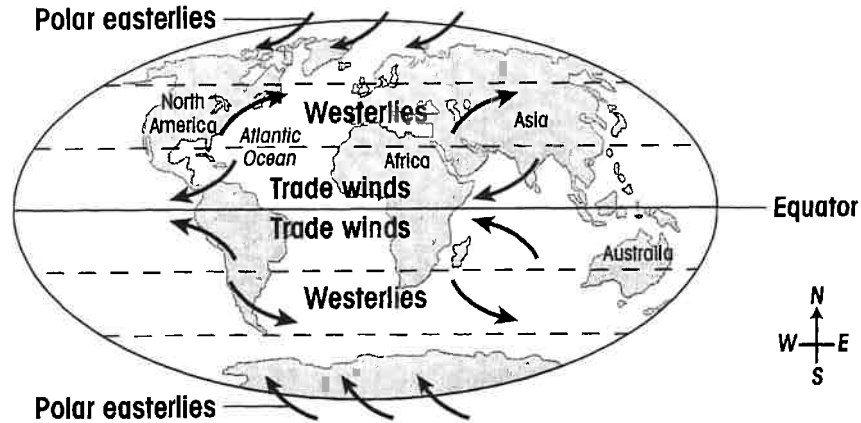 Polar easterlies
North
America
Westerlies
Atlantic
Ocean
Asia
Africa
Trade winds
Equator
Trade winds
Australia
Westerlies
N
W E
S
Polar easterlies